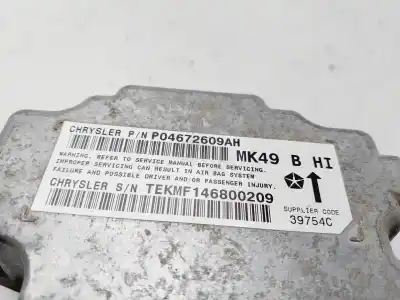 CHRYSLER P/N P04672609AH
WARNING: REFER TO SERVICE MANUAL BEFORE SERVICING.
IMPROPER SERVICING CAN RESULT IN AIR BAG SYSTEM
FAILURE AND POSSIBLE DRIVER AND/OR PASSENGER INJURY.
CHRYSLER S/N TEKMF146800209
MK49 B HI
SUPPLIER CODE
39754C